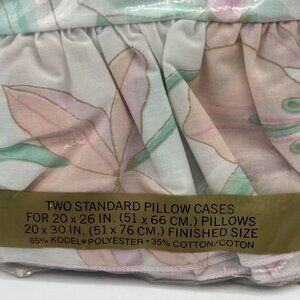 TWO STANDARD PILLOW CASES
FOR 20 x 26 IN. (51 x 66 CM.) PILLOWS
20 x 30 IN. (51 x 76 CM.) FINISHED SIZE
65% KODEL® POLYESTER • 35% COTTON/COTON